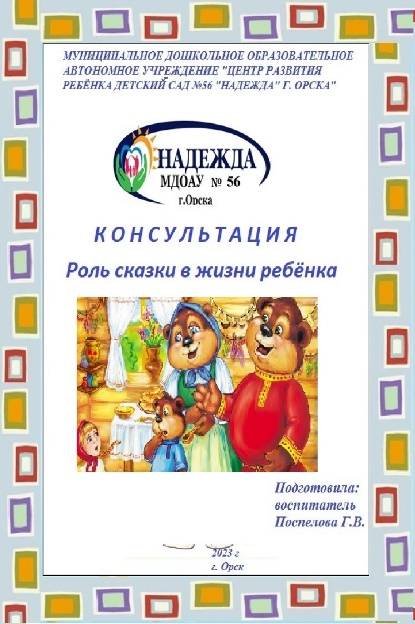 МУНИЦИПАЛЬНОЕ ДОШКОЛЬНОЕ ОБРАЗОВАТЕЛЬНОЕ
АВТОНОМНОЕ УЧРЕЖДЕНИЕ "ЦЕНТР РАЗВИТИЯ
РЕБЁНКА ДЕТСКИЙ САД №56 "НАДЕЖДА" Г. ОРСКА"
НАДЕЖДА
МДОАУ № 56
г.Орска
КОНСУЛЬТАЦИЯ
Роль сказки в жизни ребёнка
Подготовила:
воспитатель
Поспелова Г.В.
2023 г
г. Орск